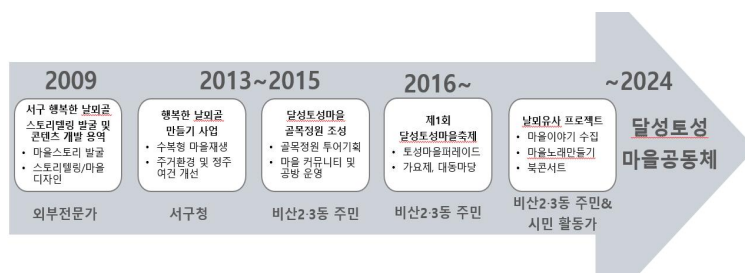 2009
서구 행복한 날뫼골
스토리텔링 발굴 및
콘텐츠 개발 용역
• 마을스토리 발굴
• 스토리텔링/마을
디자인
외부전문가
2013~2015
행복한 날뫼골
만들기 사업
• 수복형 마을재생
• 주거환경 및 정주
여건 개선
서구청
달성토성마을
골목정원 조성
• 골목정원 투어기획
• 마을 커뮤니티 및
공방 운영
비산2·3동 주민
2016~
제1회
달성토성마을축제
• 토성마을퍼레이드
• 가요제, 대동마당
비산2·3동 주민
~2024
날뫼유사 프로젝트
• 마을이야기 수집
• 마을노래만들기
• 북콘서트
비산2·3동 주민&
시민 활동가
달성토성
마을공동체